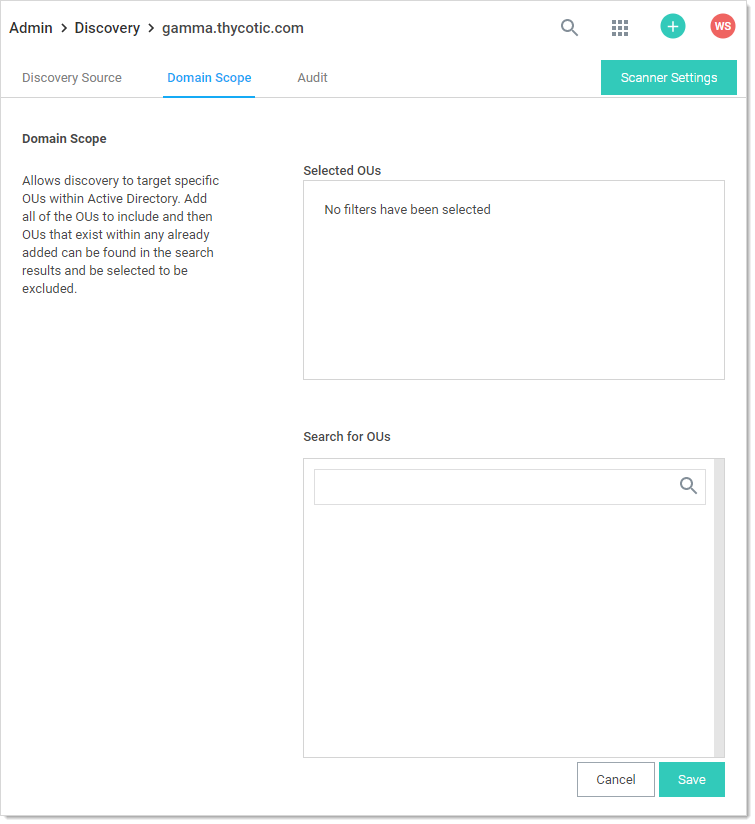 Admin > Discovery > gamma.thycotic.com
WS
Discovery Source
Domain Scope
Audit
Scanner Settings
Domain Scope
Allows discovery to target specific
OUs within Active Directory. Add
all of the OUs to include and then
OUs that exist within any already
added can be found in the search
results and be selected to be
excluded.
Selected OUs
No filters have been selected
Search for OUs
Cancel
Save